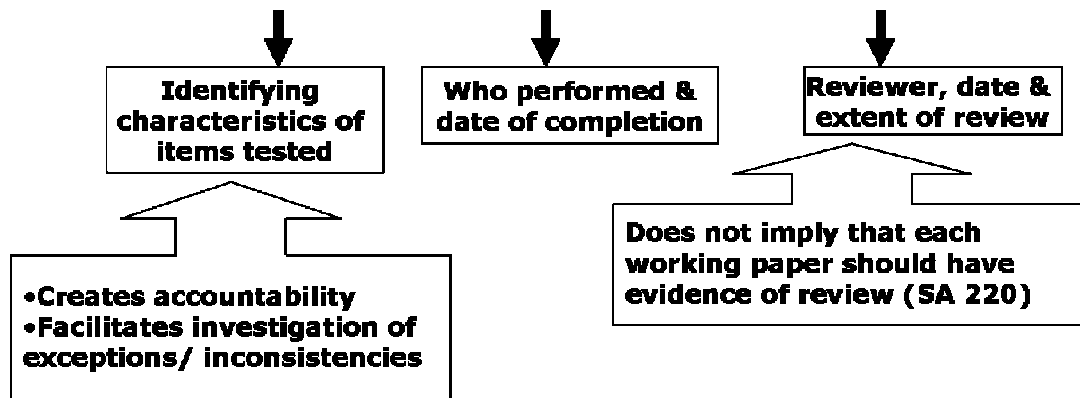 Identifying
characteristics of
items tested
Who performed &
date of completion
Reviewer, date &
extent of review
Does not imply that each
working paper should have
evidence of review (SA 220)
•Creates accountability
•Facilitates investigation of
exceptions/ inconsistencies